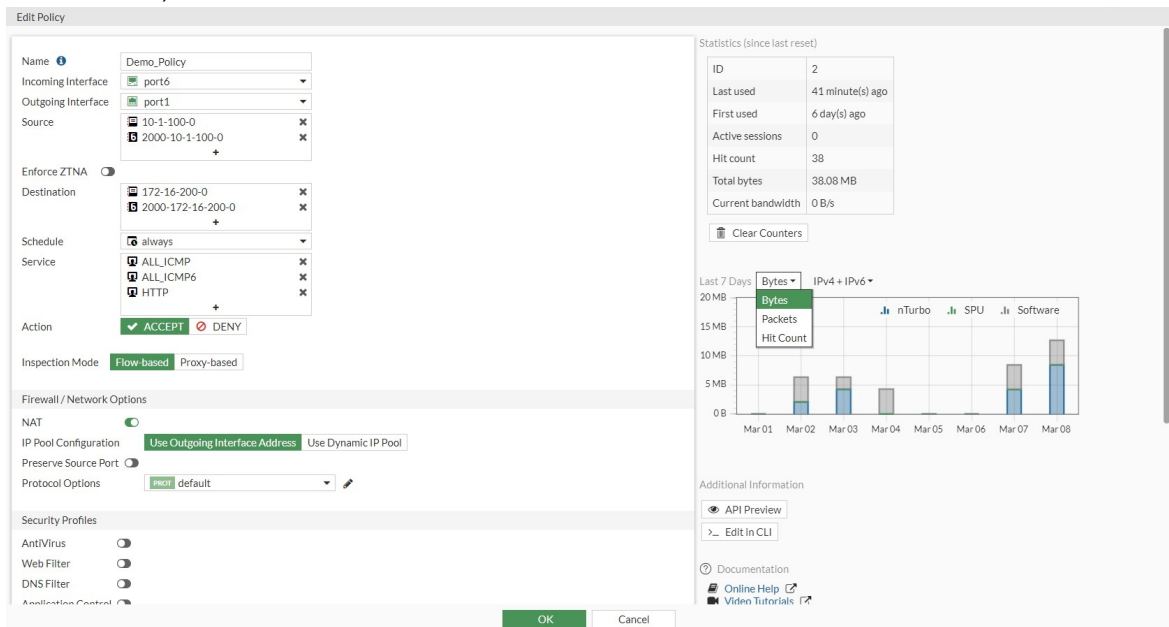 Edit Policy
Name
Demo_Policy
Incoming Interface
port6
Outgoing Interface
port1
Source
10-1-100-0
2000-10-1-100-0
+
Enforce ZTNA
Destination
172-16-200-0
2000-172-16-200-0
+
Schedule
always
Service
ALL_ICMP
ALL_ICMP6
HTTP
+
Action
ACCEPT DENY
Inspection Mode
Flow-based Proxy-based
Firewall / Network Options
NAT
IP Pool Configuration
Use Outgoing Interface Address Use Dynamic IP Pool
Preserve Source Port
Protocol Options
PROT default
Security Profiles
AntiVirus
Web Filter
DNS Filter
Application Control
Statistics (since last reset)
ID 2
Last used 41 minute(s) ago
First used 6 day(s) ago
Active sessions 0
Hit count 38
Total bytes 38.08 MB
Current bandwidth 0 B/s
Clear Counters
Last 7 Days Bytes IPv4 + IPv6
Bytes
Packets
Hit Count
nTurbo SPU Software
20 MB
15 MB
10 MB
5 MB
0 B
Mar 01 Mar 02 Mar 03 Mar 04 Mar 05 Mar 06 Mar 07 Mar 08
Additional Information
API Preview
>_ Edit in CLI
Documentation
Online Help
Video Tutorials
OK Cancel